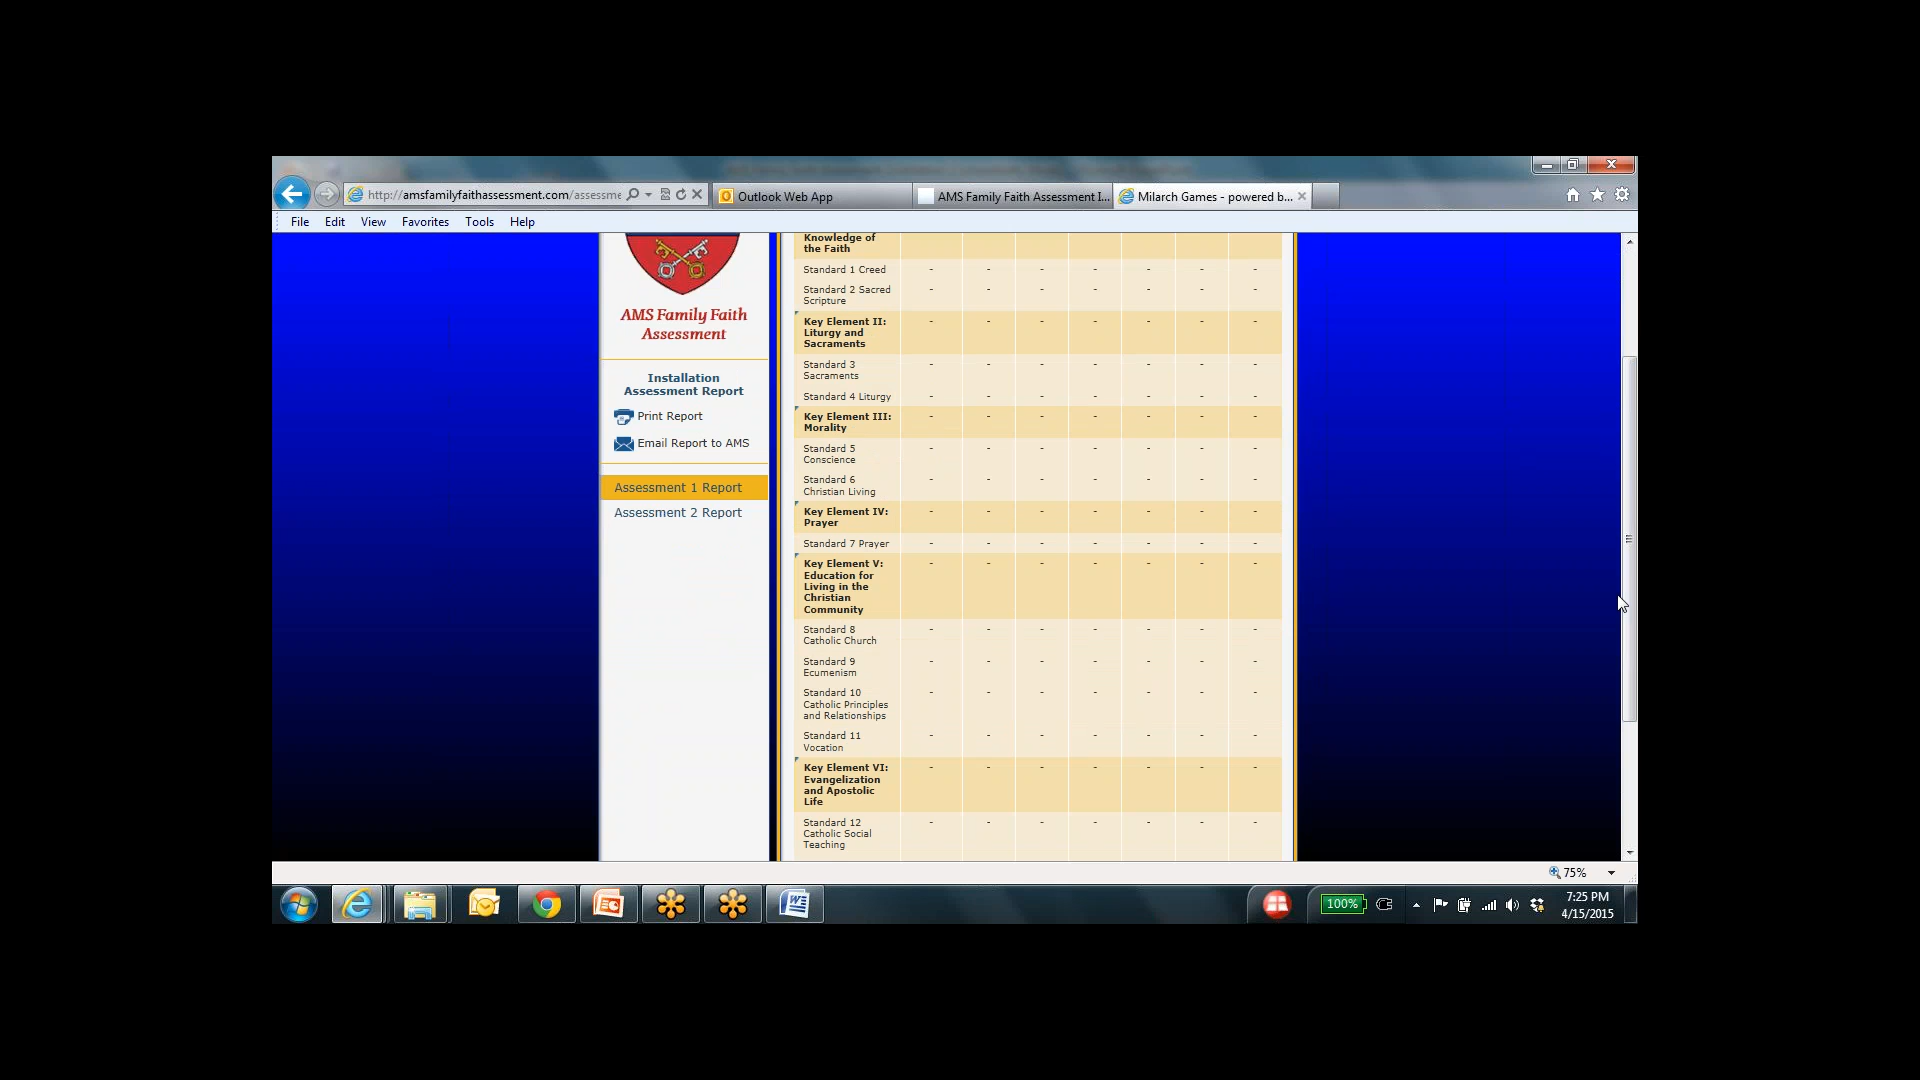 http://amsfamilyfaithassessment.com/assessme
Outlook Web App
AMS Family Faith Assessment I...
Milarch Games - powered b...
File Edit View Favorites Tools Help
AMS Family Faith
Assessment
Installation
Assessment Report
Print Report
Email Report to AMS
Assessment 1 Report
Assessment 2 Report
Knowledge of
the Faith
Standard 1 Creed - - - - - - -
Standard 2 Sacred - - - - - - -
Scripture
Key Element II: - - - - - - -
Liturgy and
Sacraments
Standard 3 - - - - - - -
Sacraments
Standard 4 Liturgy - - - - - - -
Key Element III: - - - - - - -
Morality
Standard 5 - - - - - - -
Conscience
Standard 6 - - - - - - -
Christian Living
Key Element IV: - - - - - - -
Prayer
Standard 7 Prayer - - - - - - -
Key Element V: - - - - - - -
Education for
Living in the
Christian
Community
Standard 8 - - - - - - -
Catholic Church
Standard 9 - - - - - - -
Ecumenism
Standard 10 - - - - - - -
Catholic Principles
and Relationships
Standard 11 - - - - - - -
Vocation
Key Element VI: - - - - - - -
Evangelization
and Apostolic
Life
Standard 12 - - - - - - -
Catholic Social
Teaching
75%
100%
7:25 PM
4/15/2015